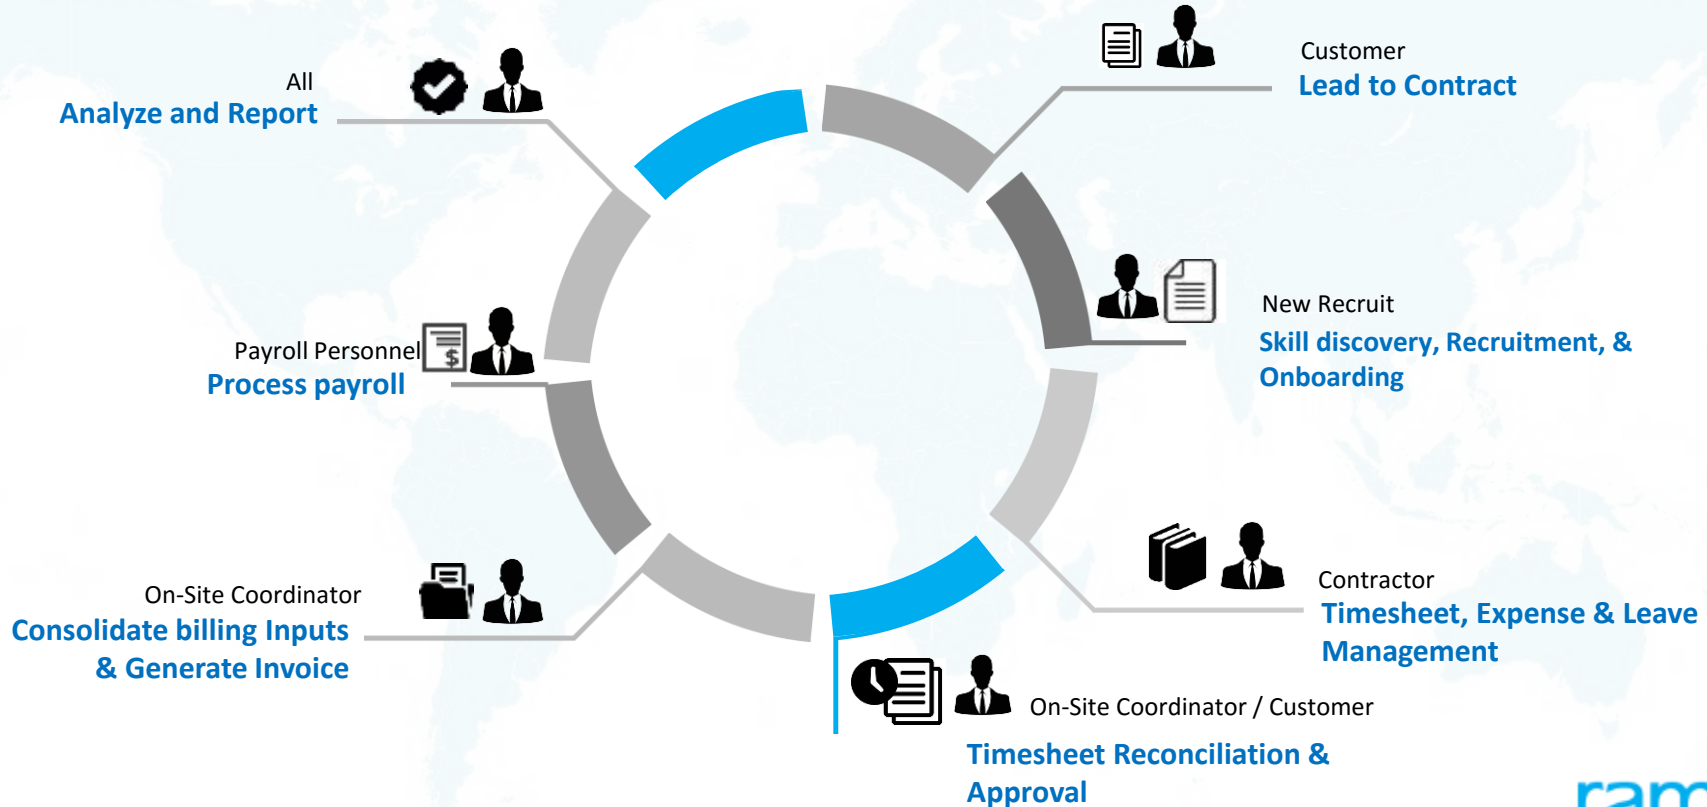 All
Analyze and Report
Customer
Lead to Contract
New Recruit
Skill discovery, Recruitment, &
Onboarding
Payroll Personnel
Process payroll
$
Contractor
Timesheet, Expense & Leave
Management
On-Site Coordinator
Consolidate billing Inputs
& Generate Invoice
On-Site Coordinator / Customer
Timesheet Reconciliation &
Approval